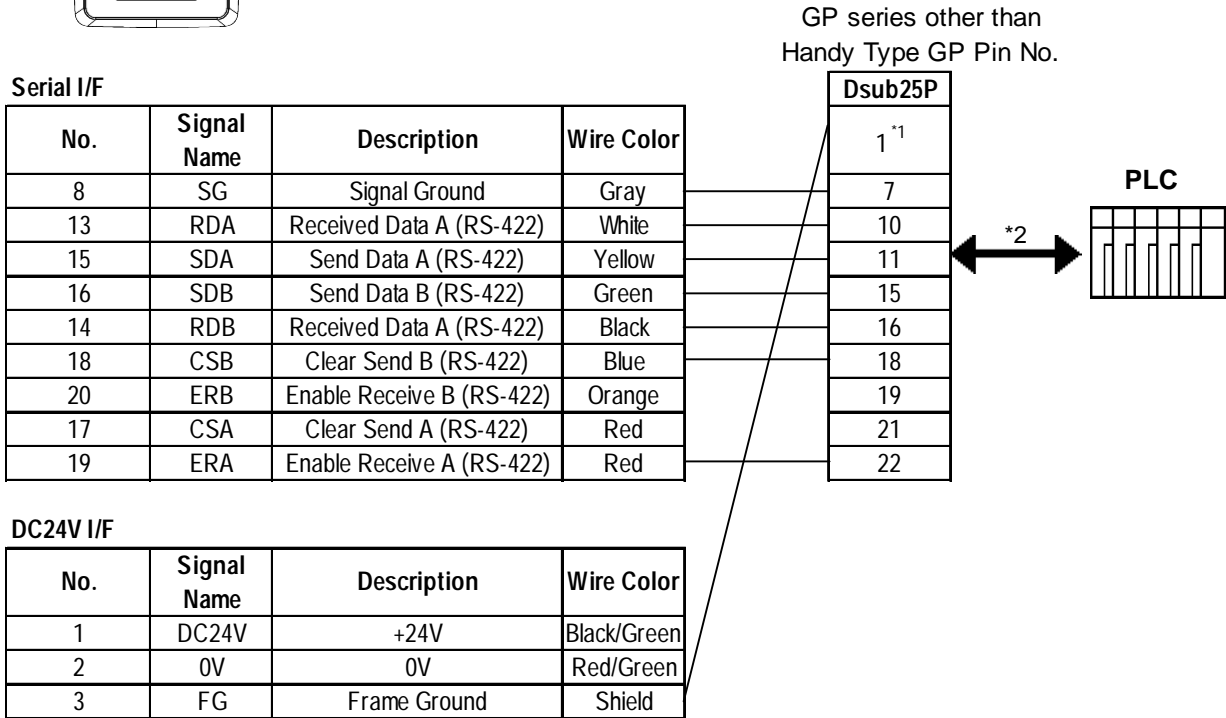 GP series other than
Handy Type GP Pin No.
Serial I/F
No. Signal Name Description Wire Color
8 SG Signal Ground Gray
13 RDA Received Data A (RS-422) White
15 SDA Send Data A (RS-422) Yellow
16 SDB Send Data B (RS-422) Green
14 RDB Received Data A (RS-422) Black
18 CSB Clear Send B (RS-422) Blue
20 ERB Enable Receive B (RS-422) Orange
17 CSA Clear Send A (RS-422) Red
19 ERA Enable Receive A (RS-422) Red
Dsub25P
1 *1
7
10
11
15
16
18
19
21
22
*2
PLC
DC24V I/F
No. Signal Name Description Wire Color
1 DC24V +24V Black/Green
2 0V 0V Red/Green
3 FG Frame Ground Shield